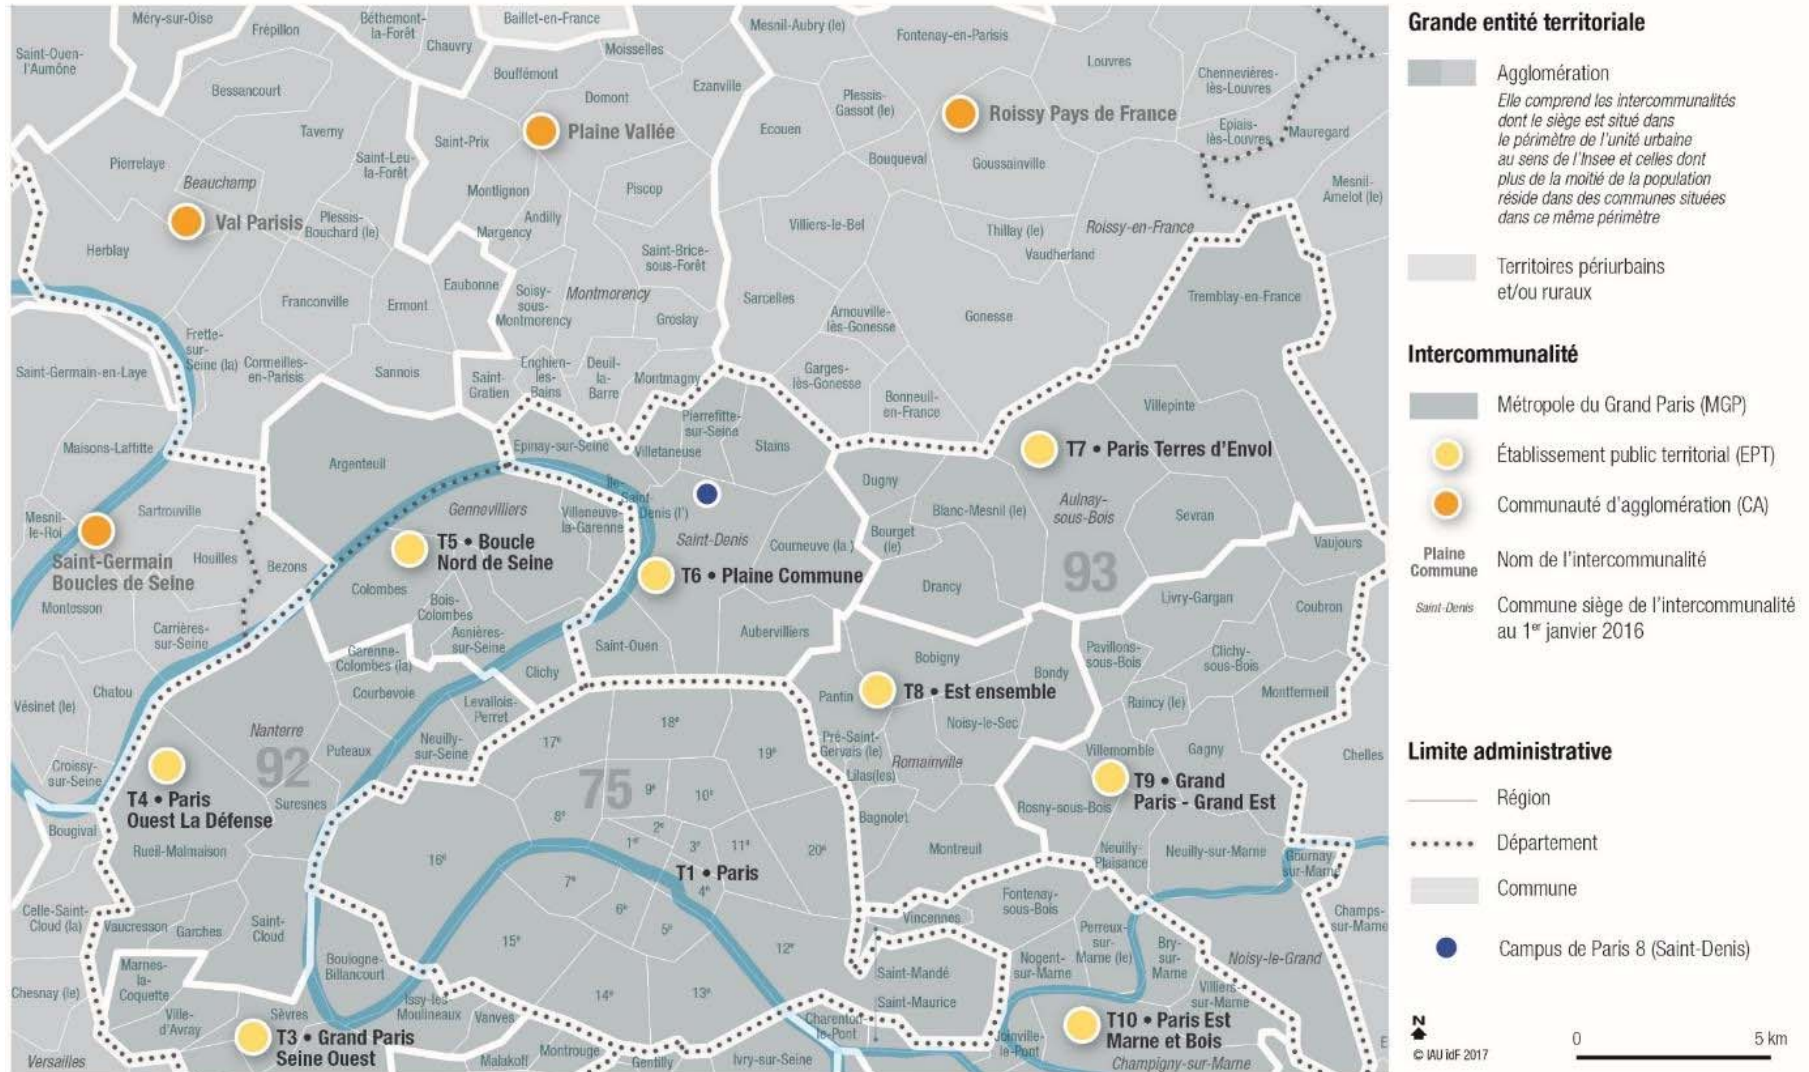 Méry-sur-Oise
Frépillon
Béthemont-
la-Forêt
Chauvry
Baillet-en-France
Moisselles
Mesnil-Aubry (le)
Fontenay-en-Parisis
Louvres
Chennevières-
lès-Louvres
Saint-Ouen-
l'Aumône
Bessancourt
Bouffémont
Domont
Ezanville
Plessis-
Gassot (le)
Roissy Pays de France
Epiais-
lès-Louvres
Mauregard
Taverny
Saint-Prix
Plaine Vallée
Ecouen
Bouqueval
Goussainville
Pierrelaye
Beauchamp
Saint-Leu-
la-Forêt
Montlignon
Piscop
Mesnil-
Amelot (le)
Val Parisis
Plessis-
Bouchard (le)
Andilly
Margency
Villiers-le-Bel
Thillay (le)
Roissy-en-France
Vaudherland
Herblay
Saint-Brice-
sous-Forêt
Eaubonne
Soisy-
sous-
Montmorency
Montmorency
Franconville
Ermont
Groslay
Sarcelles
Arnouville-
lès-Gonesse
Gonesse
Tremblay-en-France
Frette-
sur-
Seine (la)
Cormeilles-
en-Parisis
Saint-Germain-en-Laye
Sannois
Saint-
Gratien
Enghien-
les-
Bains
Deuil-
la-
Barre
Montmagny
Garges-
lès-Gonesse
Bonneuil-
en-France
Villepinte
Pierrefitte-
sur-Seine
Maisons-Laffitte
Argenteuil
Epinay-sur-Seine
Villetaneuse
Stains
T7 • Paris Terres d'Envol
Dugny
Mesnil-
le-Roi
Sartrouville
Gennevilliers
Villeneuve-
la-Garenne
Île-
Saint-
Denis (l')
Blanc-Mesnil (le)
Aulnay-
sous-Bois
Sevran
Saint-Germain
Boucles de Seine
Houilles
Bezons
T5 • Boucle
Nord de Seine
Saint-Denis
Courneuve (la )
Bourget
(le)
Vaujours
T6 • Plaine Commune
93
Montesson
Colombes
Bois-
Colombes
Drancy
Livry-Gargan
Coubron
Carrières-
sur-Seine
Asnières-
sur-Seine
Saint-Ouen
Aubervilliers
Garenne-
Colombes (la)
Bobigny
Pavillons-
sous-Bois
Clichy-
sous-Bois
Clichy
Bondy
Chatou
Vésinet (le)
Courbevoie
Levallois-
Perret
Pantin
T8 • Est ensemble
Raincy (le)
Montfermeil
Nanterre
92
Puteaux
Neuilly-
sur-Seine
17e
18e
19e
Pré-Saint-
Gervais (le)
Noisy-le-Sec
Romainville
Villemomble
Gagny
Chelles
Croissy-
sur-Seine
Lilas(les)
T4 • Paris
Ouest La Défense
Suresnes
75
9e
10e
T9 • Grand
Paris - Grand Est
Rosny-sous-Bois
Bougival
8e
2e
1er
3e
11e
20e
Bagnolet
Rueil-Malmaison
16e
Montreuil
Neuilly-
Plaisance
Neuilly-sur-Marne
Gournay-
sur-Marne
T1 • Paris
7e
4e
Fontenay-
sous-Bois
Celle-Saint-
Cloud (la)
Vaucresson
Garches
Saint-
Cloud
6e
5e
Vincennes
Champs-
sur-Marne
15e
12e
Perreux-
sur-
Marne (le)
Bry-
sur-
Marne
Noisy-le-Grand
Marnes-
la-
Coquette
Boulogne-
Billancourt
Saint-Mandé
Nogent-
sur-Marne
Chesnay (le)
Issy-les-
Moulineaux
14e
13e
Saint-Maurice
Villiers-
sur-Marne
Ville-
d'Avray
Sèvres
Vanves
Charenton-
le-Pont
T10 • Paris Est
Marne et Bois
T3 • Grand Paris
Seine Ouest
Joinville-
le-Pont
Versailles
Malakoff
Montrouge
Gentilly
Ivry-sur-Seine
Champigny-sur-Marne
E
Grande entité territoriale
Agglomération
Elle comprend les intercommunalités
dont le siège est situé dans
le périmètre de l'unité urbaine
au sens de l'Insee et celles dont
plus de la moitié de la population
réside dans des communes situées
dans ce même périmètre
Territoires périurbains
et/ou ruraux
Intercommunalité
Métropole du Grand Paris (MGP)
Établissement public territorial (EPT)
Communauté d'agglomération (CA)
Plaine
Commune
Nom de l'intercommunalité
Saint-Denis
Commune siège de l'intercommunalité
au 1er janvier 2016
Limite administrative
Région
Département
Commune
Campus de Paris 8 (Saint-Denis)
N
© IAU îdF 2017
0
5 km